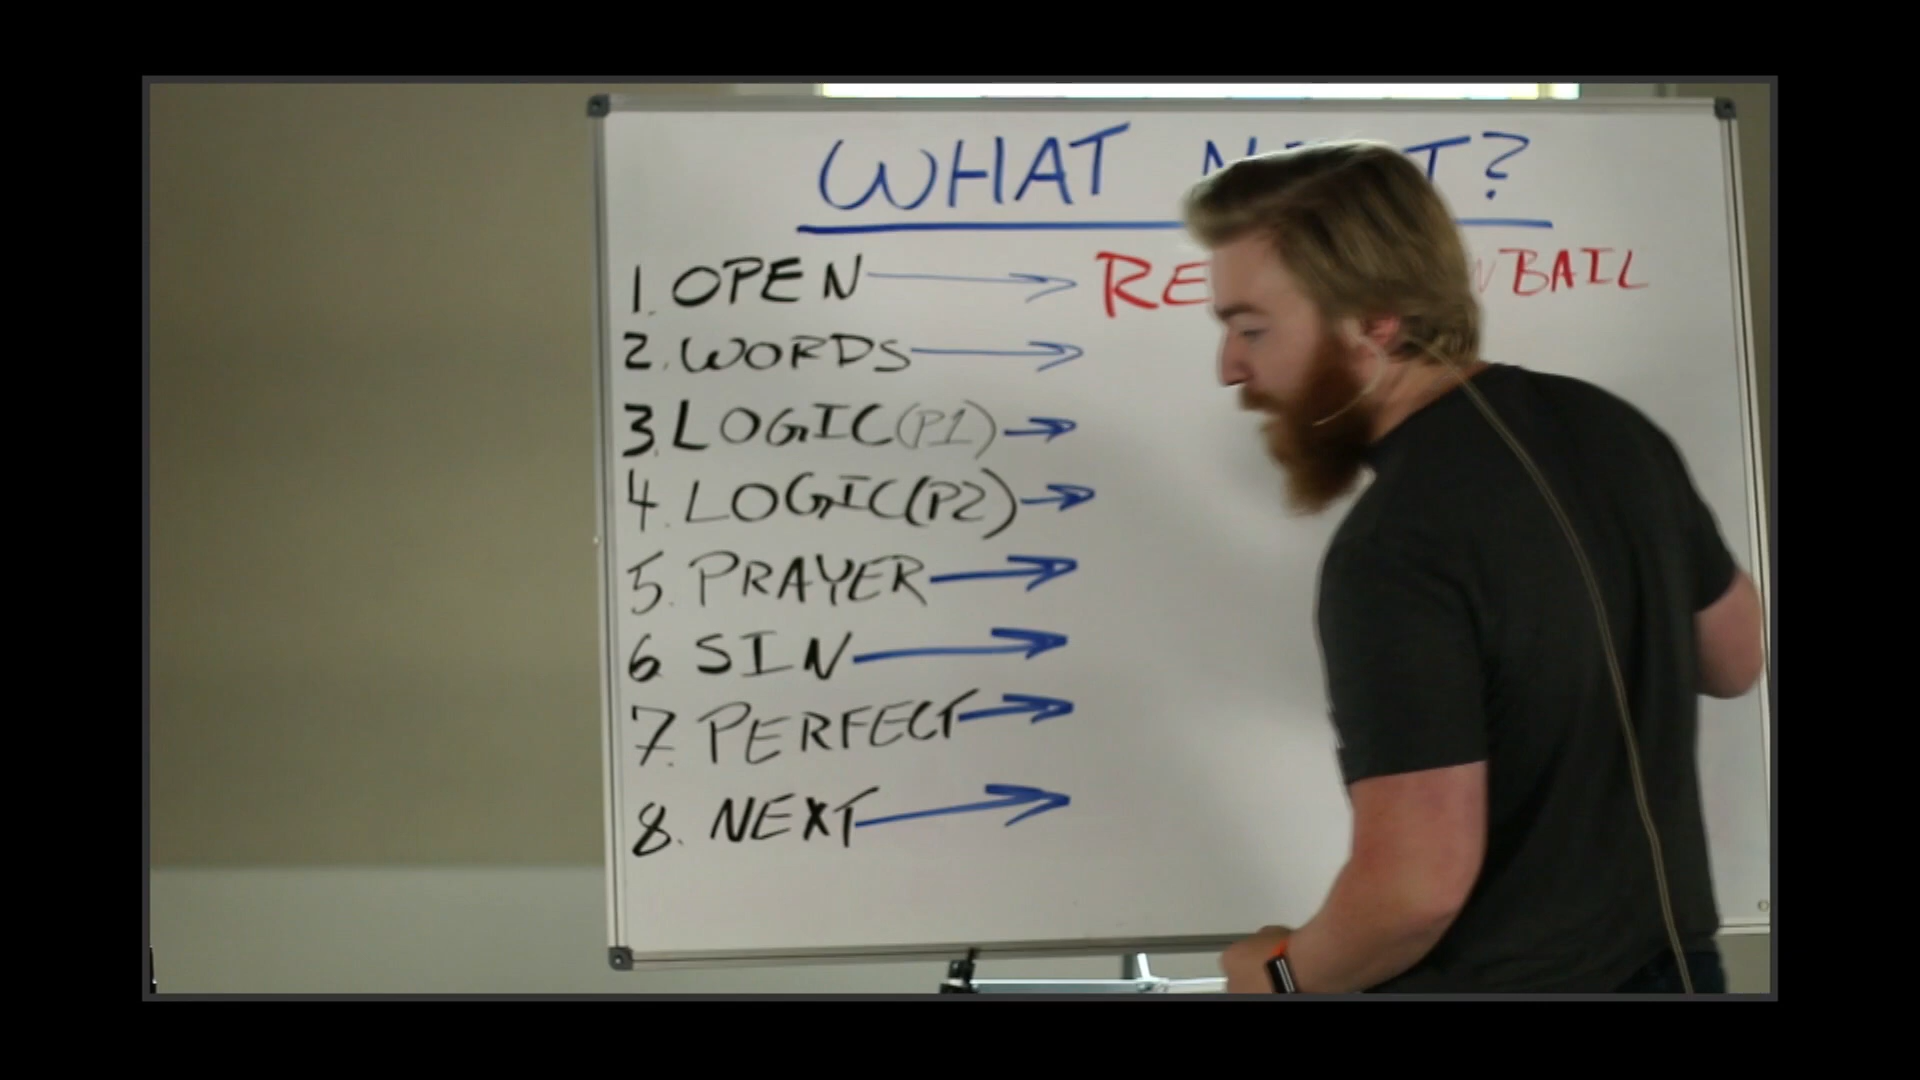 WHAT ?
1. OPEN BAIL
2. WORDS
3. LOGIC (P1)
4. LOGIC (P2)
5. PRAYER
6 SIN
7. PERFECT
8. NEXT